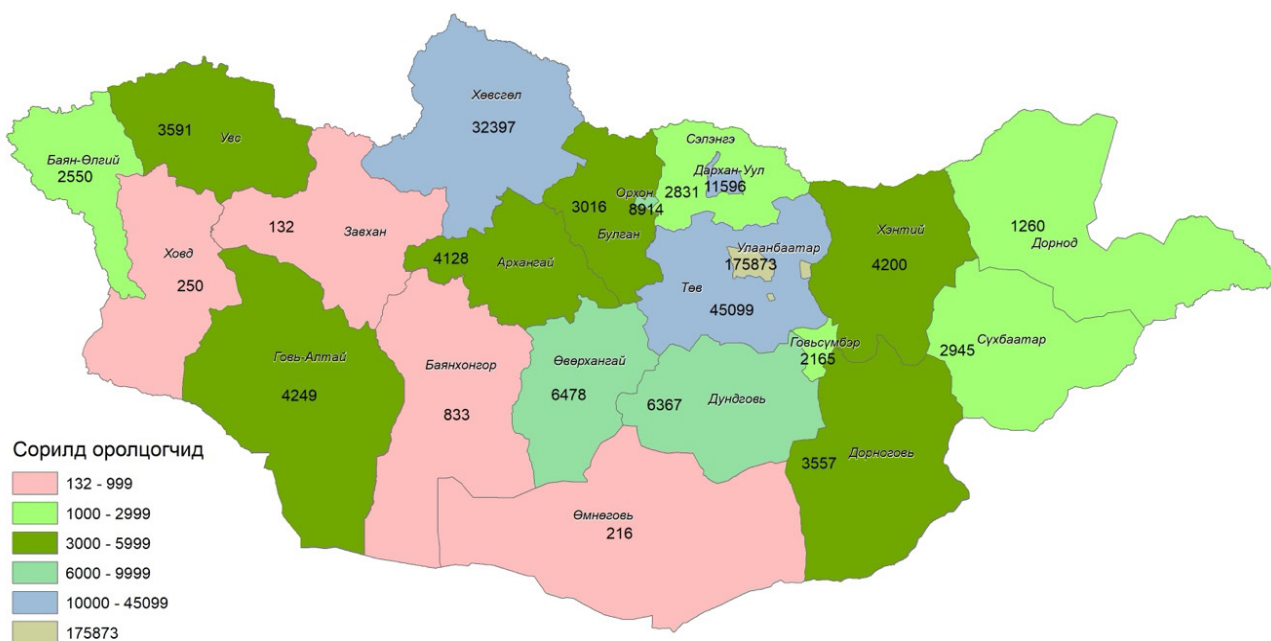 Хөвсгөл
32397
3591
Увс
Баян-Өлгий
2550
Сэлэнгэ
Дархан-Уул
2831 11596
Орхон
8914
3016
Булган
132
Завхан
Ховд
250
4128
Архангай
Улаанбаатар
175873
Төв
45099
Хэнтий
4200
1260
Дорнод
Говь-Алтай
4249
Баянхонгор
833
Өвөрхангай
6478
6367
Дундговь
Говьсүмбэр
2165
2945
Сүхбаатар
3557
Дорноговь
Өмнөговь
216
Сорилд оролцогчид
132 - 999
1000 - 2999
3000 - 5999
6000 - 9999
10000 - 45099
175873